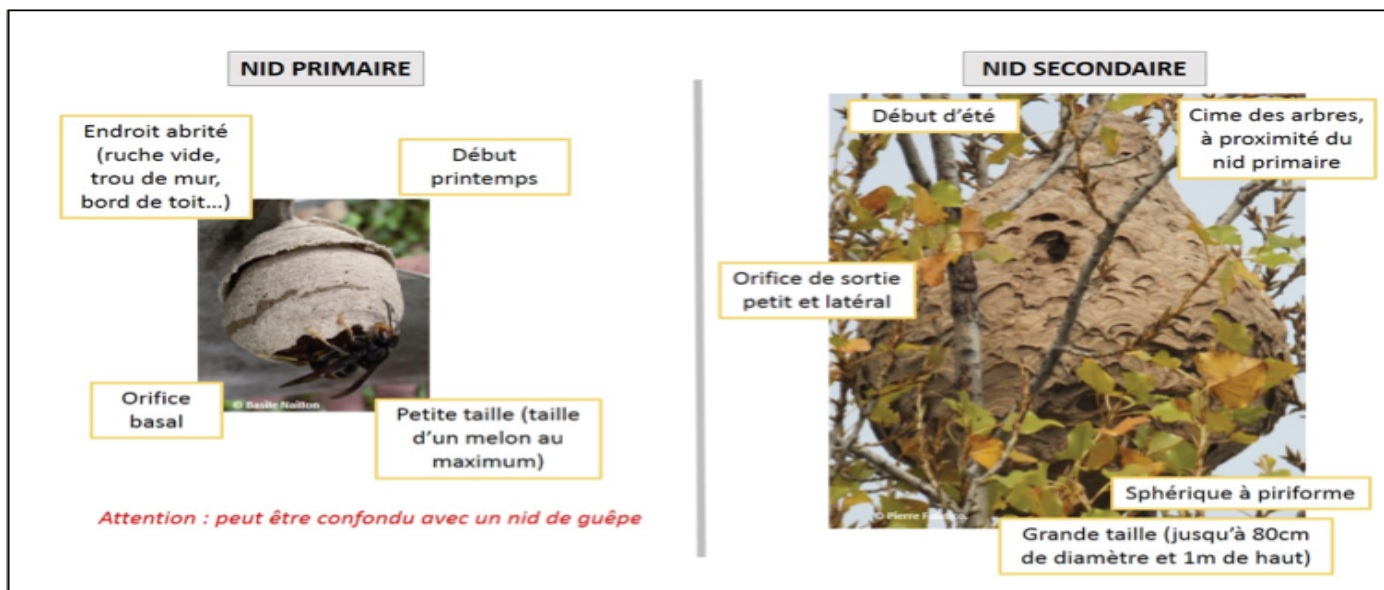 NID PRIMAIRE
Endroit abrité
(ruche vide,
trou de mur,
bord de toit...)
Début
printemps
Orifice
basal
© Basile Naillon
Petite taille (taille
d'un melon au
maximum)
Attention : peut être confondu avec un nid de guêpe
NID SECONDAIRE
Début d'été
Cime des arbres,
à proximité du
nid primaire
Orifice de sortie
petit et latéral
Sphérique à piriforme
© Pierre
Grande taille (jusqu'à 80cm
de diamètre et 1m de haut)